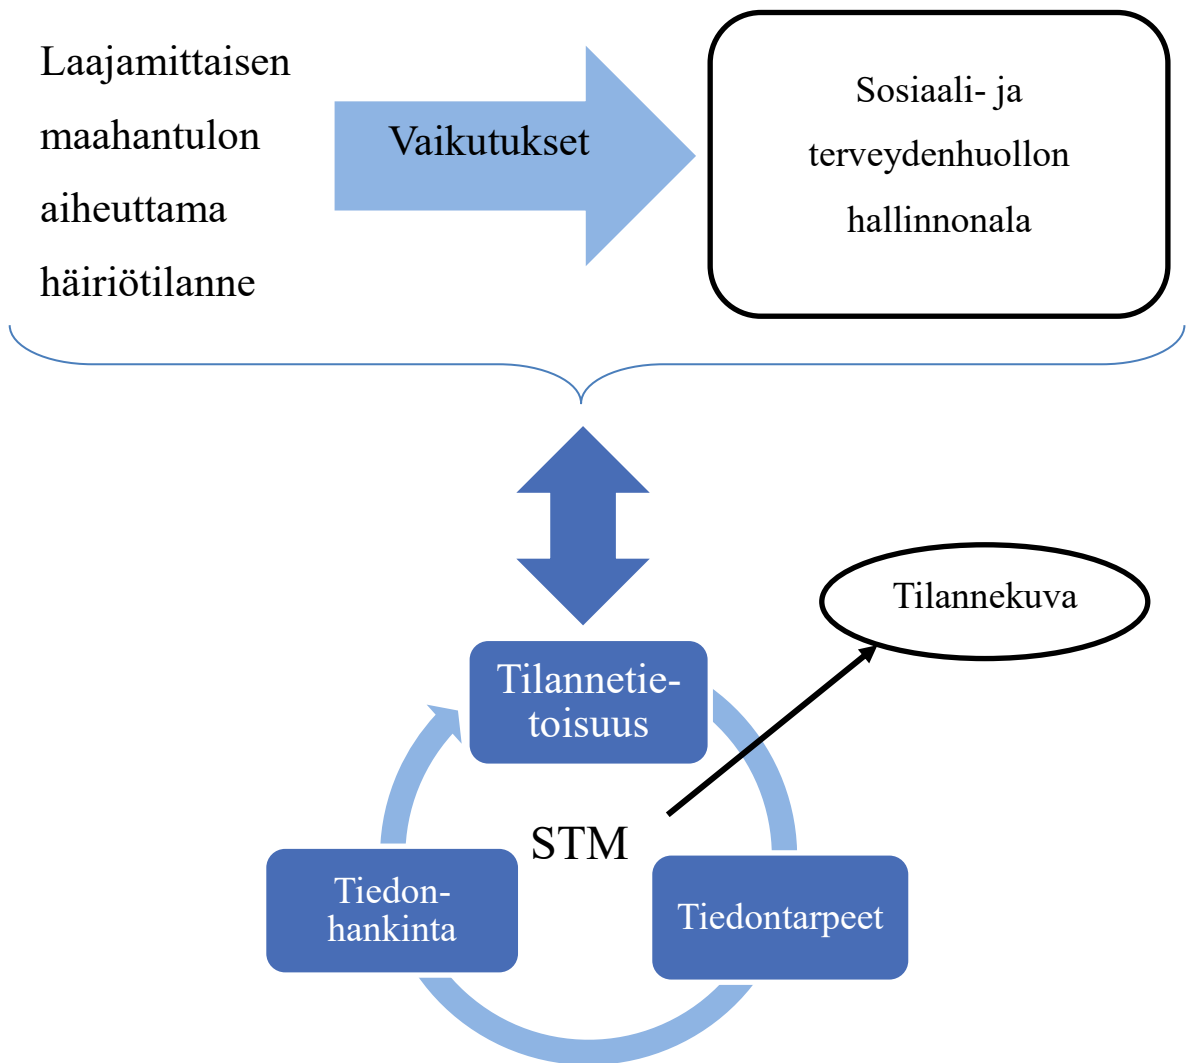 Laajamittaisen
maahantulon
aiheuttama
häiriötilanne
Vaikutukset
Sosiaali- ja
terveydenhuollon
hallinnonala
Tilannekuva
Tilannetie-
toisuus
STM
Tiedon-
hankinta
Tiedontarpeet